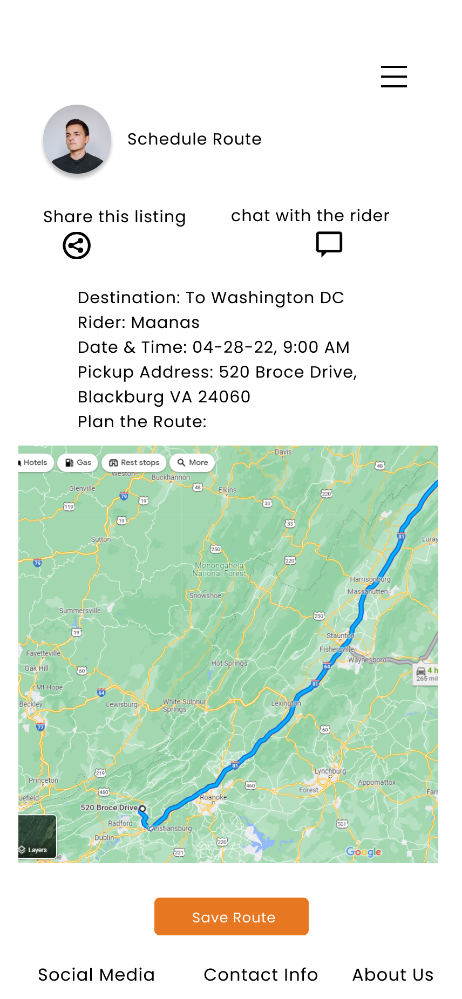 Schedule Route
Share this listing
chat with the rider
Destination: To Washington DC
Rider: Maanas
Date & Time: 04-28-22, 9:00 AM
Pickup Address: 520 Broce Drive,
Blackburg VA 24060
Plan the Route:
Davis
Hotels
Gas
Rest stops
More
48
Weston
Buckhannon
Glenville
48
Elkins
220
79
19
33
119
19
33
81
Sutton
Luray
250
79
220
Monongahela
National Forest
Harrisonburg
Massanutten
Snowshoe
Summersville
250
19
Staunton
Fayetteville
Fishersville
Waynesboro
Hot Springs
Oak Hill
60
64
4 h
265 mil
Mt Hope
81
64
Beckley
Lewisburg
White Sulphur
Springs
Lexington
77
60
81
219
Lynchburg
Princeton
460
Appomattox
Forest
460
Roanoke
uefield
Farr
520 Broce Drive
Radford
Christiansburg
501
Dublin
220
Layers
221
Google
Save Route
Social Media
Contact Info
About Us